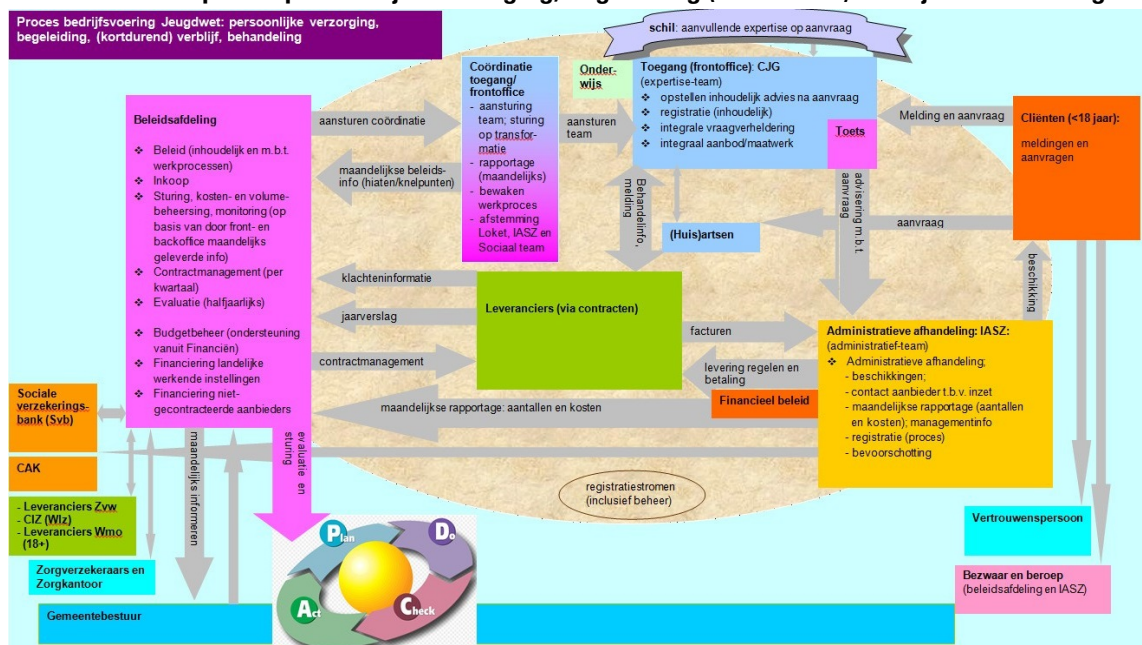 Proces bedrijfsvoering Jeugdwet: persoonlijke verzorging,
begeleiding, (kortdurend) verblijf, behandeling
schil: aanvullende expertise op aanvraag
Beleidsafdeling
❖ Beleid (inhoudelijk en m.b.t.
werkprocessen)
❖ Inkoop
❖ Sturing, kosten- en volume-
beheersing, monitoring (op
basis van door front- en
backoffice maandelijks
geleverde info)
❖ Contractmanagement (per
kwartaal)
❖ Evaluatie (halfjaarlijks)
❖ Budgetbeheer (ondersteuning
vanuit Financiën)
❖ Financiering landelijke
werkende instellingen
❖ Financiering niet-
gecontracteerde aanbieders
aansturen coördinatie
maandelijkse beleids-
info (hiaten/knelpunten)
Coördinatie
toegang/
frontoffice
- aansturing
team; sturing
op transfor-
matie
- rapportage
(maandelijks)
- bewaken
werkproces
- afstemming
Loket, IASZ en
Sociaal team
Onder-
wijs
aansturen
team
Toegang (frontoffice): CJG
(expertise-team)
❖ opstellen inhoudelijk advies na aanvraag
❖ registratie (inhoudelijk)
❖ integrale vraagverheldering
❖ integraal aanbod/maatwerk
Toets
Melding en aanvraag
Cliënten (<18 jaar):
meldingen en
aanvragen
Behandelinfo,
melding
(Huis)artsen
advisering m.b.t.
aanvraag
aanvraag
beschikking
klachteninformatie
jaarverslag
contractmanagement
Leveranciers (via contracten)
facturen
levering regelen en
betaling
Financieel beleid
maandelijkse rapportage: aantallen en kosten
Administratieve afhandeling: IASZ:
(administratief-team)
❖ Administratieve afhandeling;
- beschikkingen;
- contact aanbieder t.b.v. inzet
- maandelijkse rapportage (aantallen
en kosten); managementinfo
- registratie (proces)
- bevoorschotting
Sociale
verzekerings-
bank (Svb)
CAK
- Leveranciers Zvw
- CIZ (Wlz)
- Leveranciers Wmo
(18+)
Zorgverzekeraars en
Zorgkantoor
maandelijks informeren
evaluatie en
sturing
registratiestromen
(inclusief beheer)
Plan
Do
Check
Act
Vertrouwenspersoon
Bezwaar en beroep
(beleidsafdeling en IASZ)
Gemeentebestuur